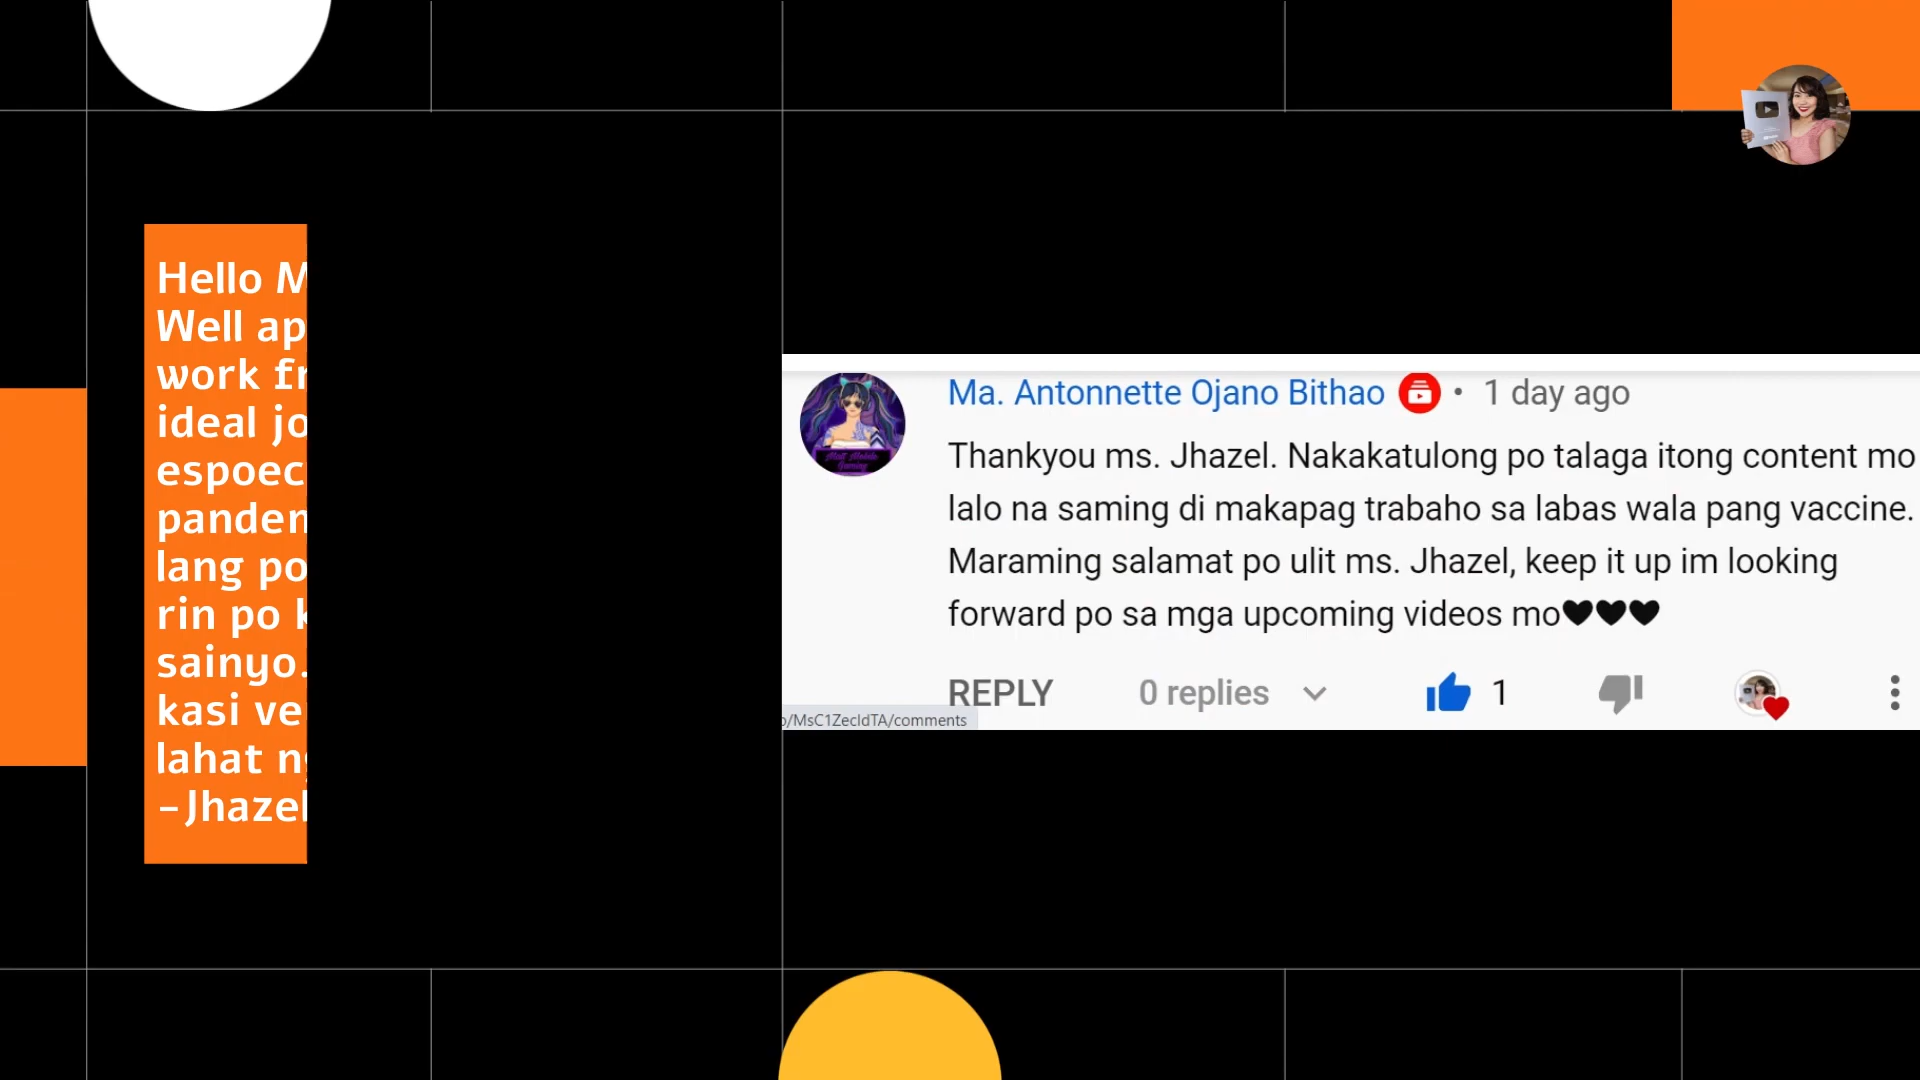 Hello M
Well ap
work fr
ideal jo
espoec
pandem
lang po
rin po k
sainyo.
kasi ve
lahat ng
-Jhazel
Ma. Antonnette Ojano Bithao • 1 day ago
Thankyou ms. Jhazel. Nakakatulong po talaga itong content mo
lalo na saming di makapag trabaho sa labas wala pang vaccine.
Maraming salamat po ulit ms. Jhazel, keep it up im looking
forward po sa mga upcoming videos mo🖤🖤🖤
REPLY 0 replies 1
o/MsC1ZecIdTA/comments